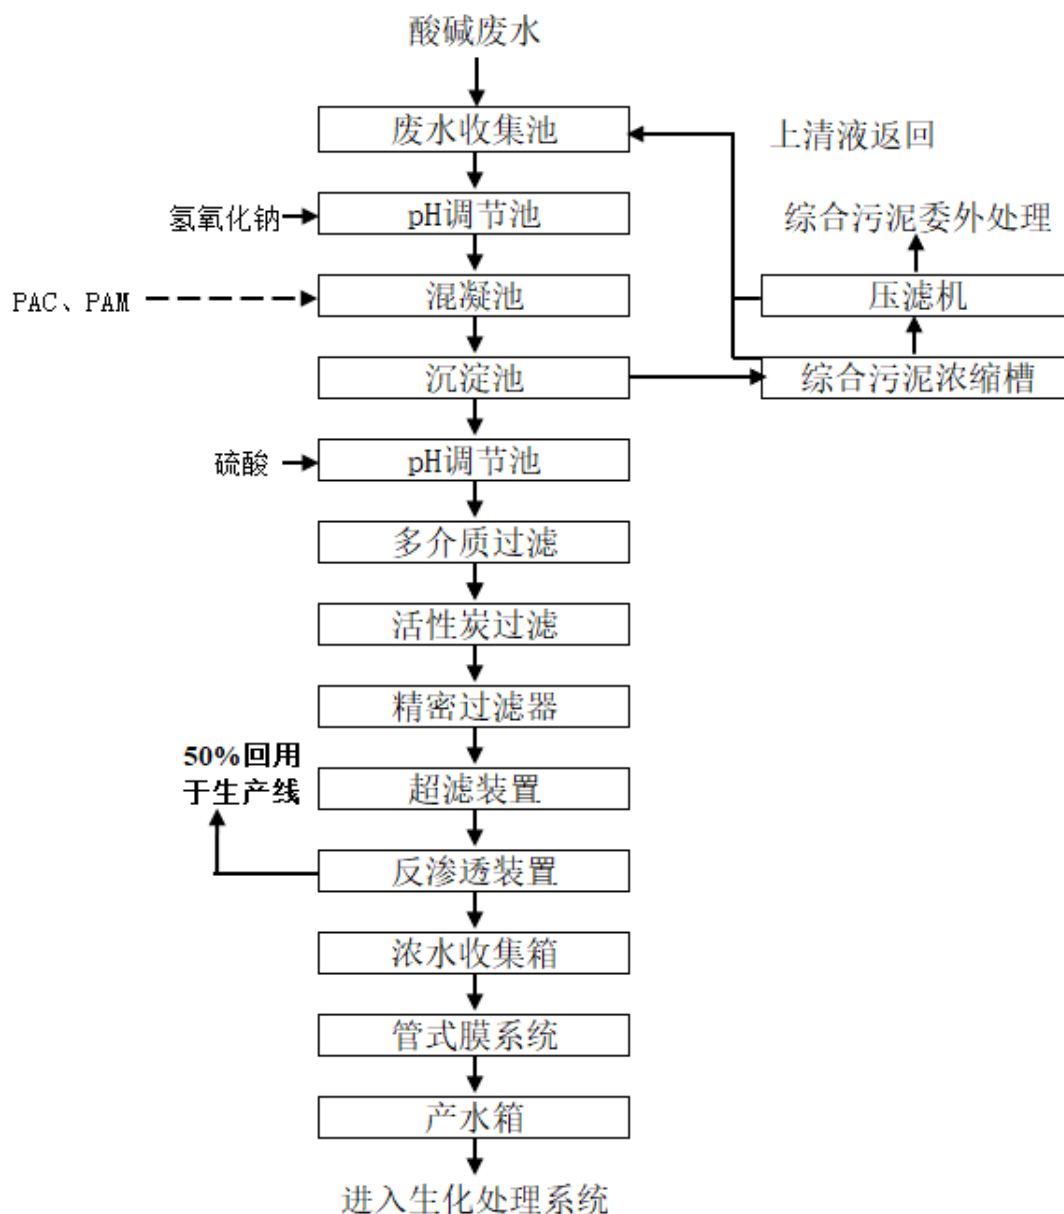 酸碱废水
废水收集池
上清液返回
氢氧化钠
pH调节池
综合污泥委外处理
PAC、PAM
混凝池
压滤机
沉淀池
综合污泥浓缩槽
硫酸
pH调节池
多介质过滤
活性炭过滤
精密过滤器
50%回用
于生产线
超滤装置
反渗透装置
浓水收集箱
管式膜系统
产水箱
进入生化处理系统